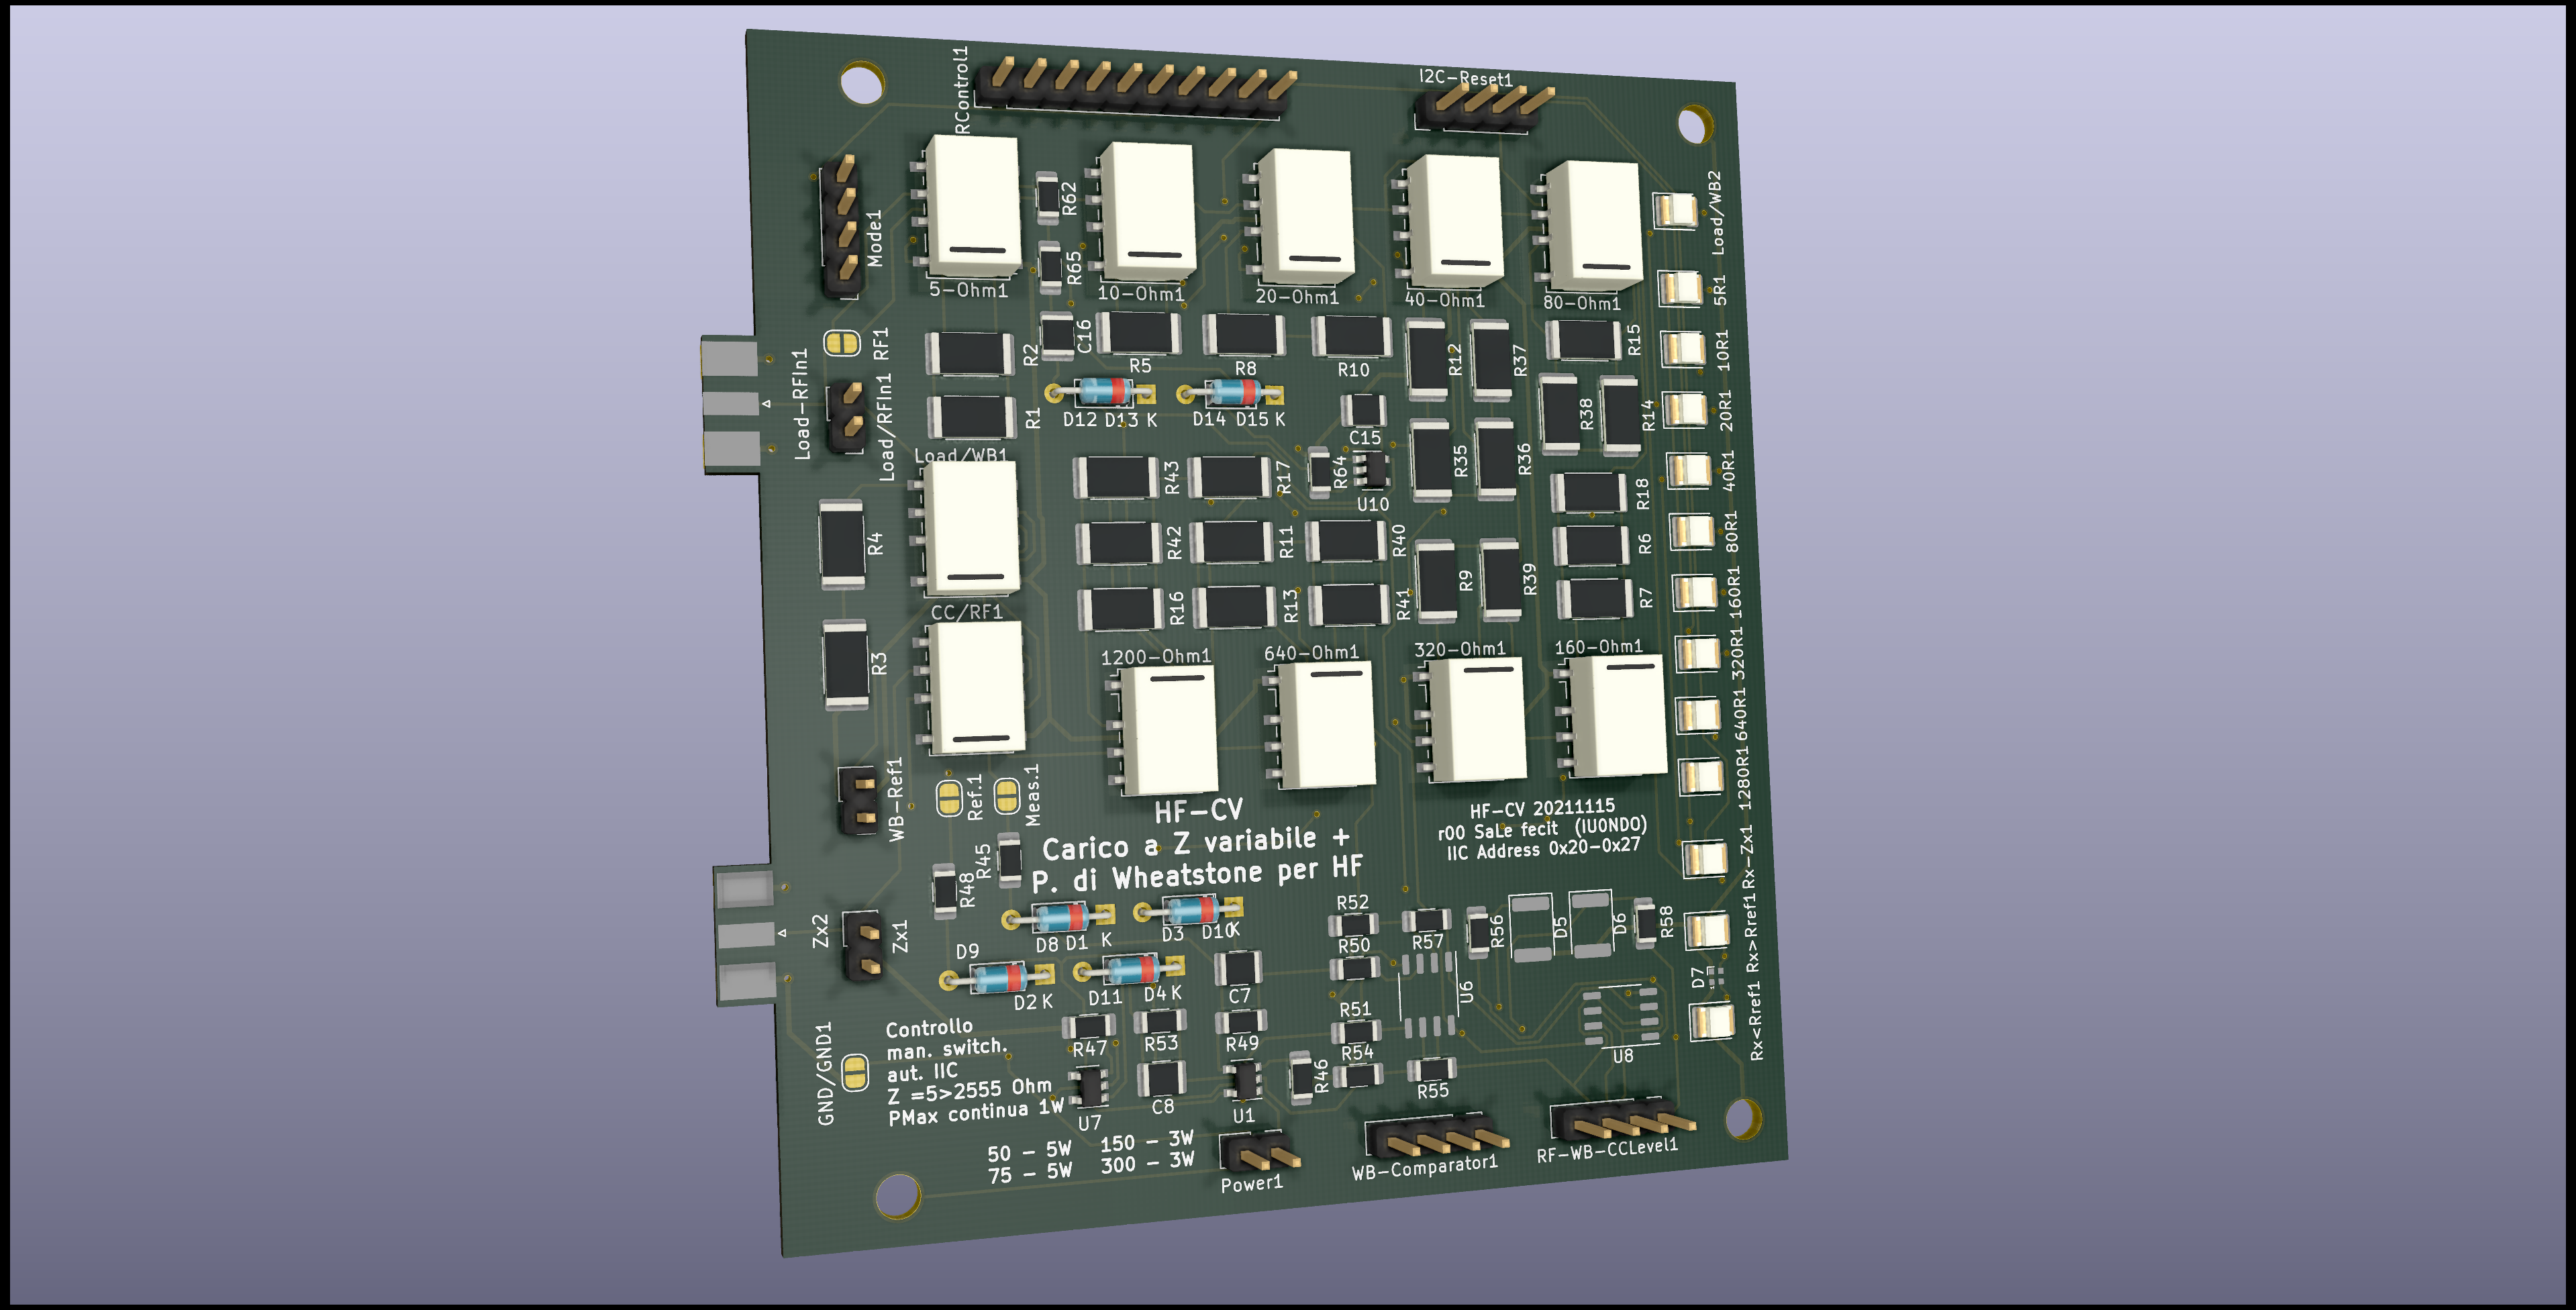 RControl1
I2C-Reset1
Mode1
R62
R65
Load/WB2
5-Ohm1
10-Ohm1
20-Ohm1
40-Ohm1
80-Ohm1
5R1
RF1
R2
C16
R5
R8
R10
R12
R37
R15
10R1
Load-RFIn1
Load/RFIn1
R1
D12 D13 K
D14 D15 K
C15
R38
R14
20R1
Load/WB1
R43
R17
R64
U10
R35
R36
R18
40R1
R4
R42
R11
R40
R9
R39
R6
80R1
CC/RF1
R16
R13
R41
R7
160R1
R3
1200-Ohm1
640-Ohm1
320-Ohm1
160-Ohm1
320R1
640R1
WB-Ref1
Ref.1
Meas.1
1280R1
HF-CV
Carico a Z variabile +
P. di Wheatstone per HF
HF-CV 20211115
r00 SaLe fecit (IU0NDO)
IIC Address 0x20-0x27
R45
R48
Rx-Zx1
Zx2
Zx1
D9
D8 D1 K
D3 D10K
R52
R50
R57
R56
D5
D6
R58
Rx>Rref1
D2 K
D11 D4 K
C7
U6
D7
R51
R47
R53
R49
R54
U8
Rx<Rref1
GND/GND1
Controllo
man. switch.
aut. IIC
Z =5>2555 Ohm
PMax continua 1W
U7
C8
U1
R46
R55
50 - 5W 150 - 3W
75 - 5W 300 - 3W
Power1
WB-Comparator1
RF-WB-CCLevel1